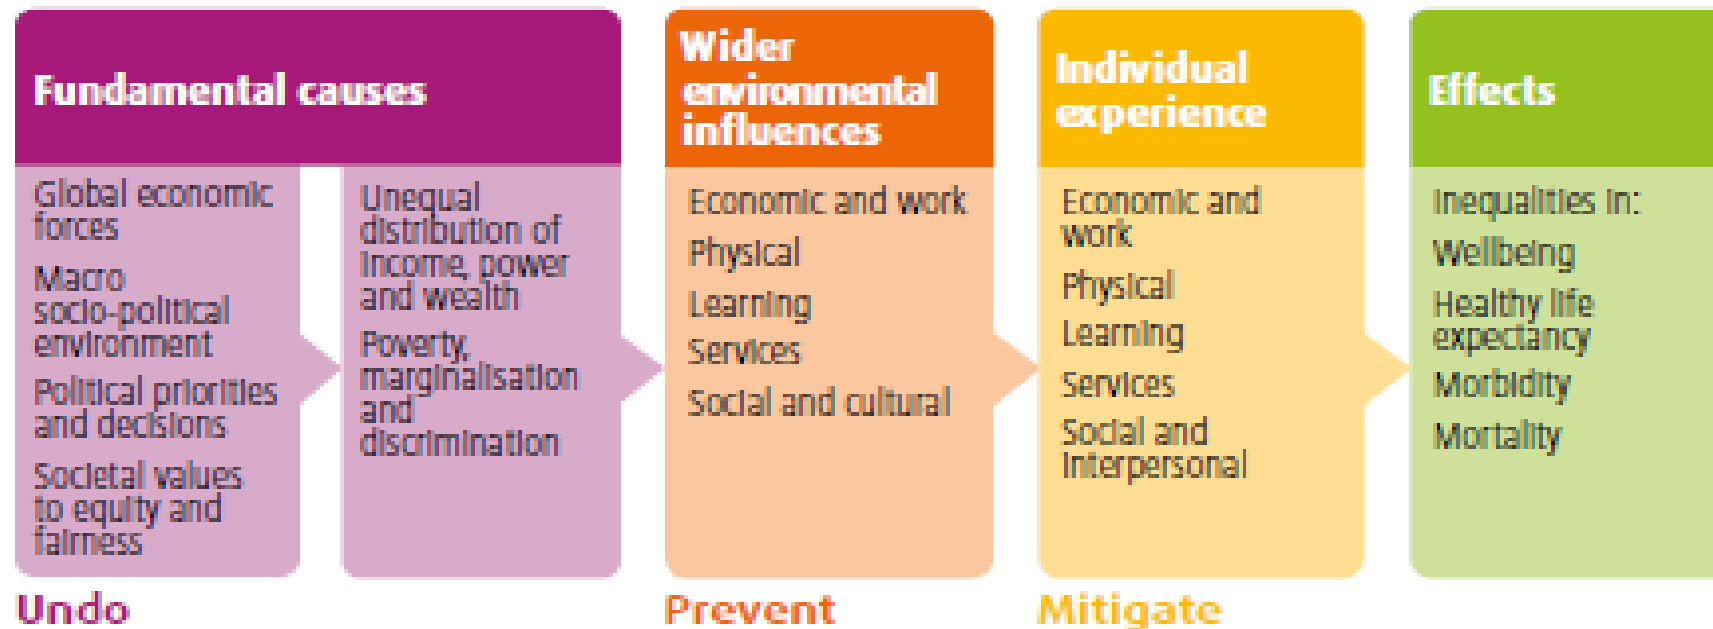 Fundamental causes
Global economic
forces
Macro
socio-political
environment
Political priorities
and decisions
Societal values
to equity and
fairness
Unequal
distribution of
income, power
and wealth
Poverty,
marginalisation
and
discrimination
Undo
Wider
environmental
influences
Economic and work
Physical
Learning
Services
Social and cultural
Prevent
Individual
experience
Economic and
work
Physical
Learning
Services
Social and
Interpersonal
Mitigate
Effects
Inequalities in:
Wellbeing
Healthy life
expectancy
Morbidity
Mortality